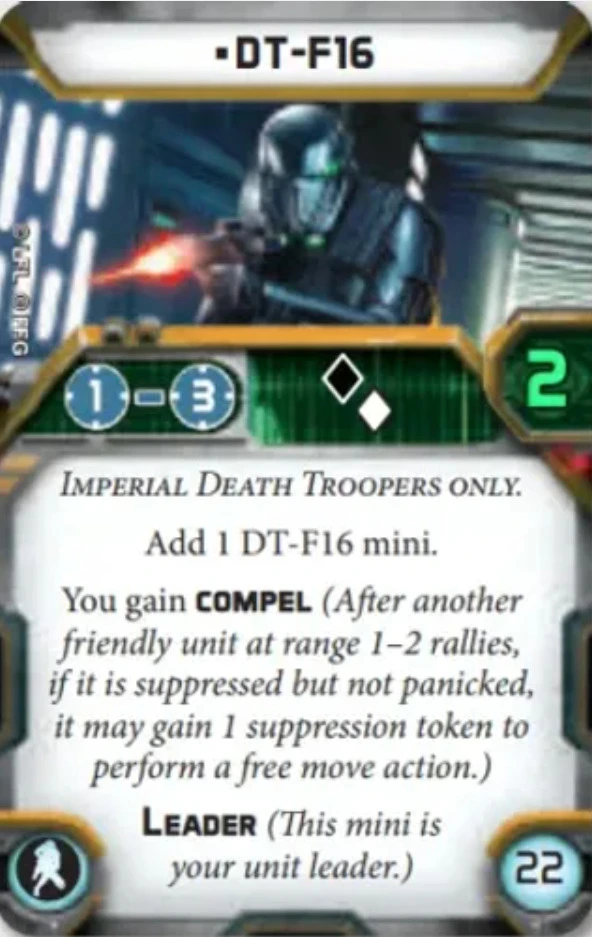 ▪DT-F16
© LFL © FFG
1 - 3
2
IMPERIAL DEATH TROOPERS ONLY.
Add 1 DT-F16 mini.
You gain COMPEL (After another
friendly unit at range 1–2 rallies,
if it is suppressed but not panicked,
it may gain 1 suppression token to
perform a free move action.)
LEADER (This mini is
your unit leader.)
22